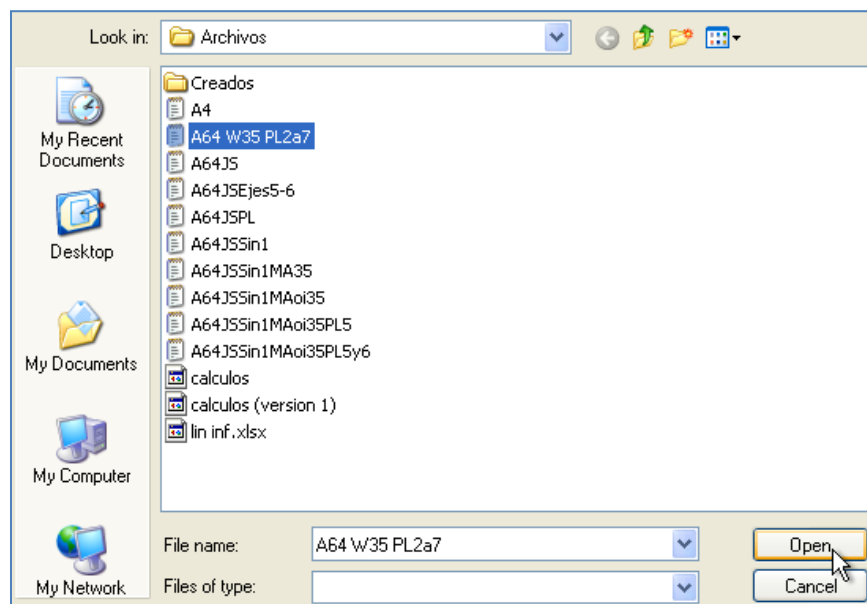 Look in: Archivos
My Recent
Documents
Desktop
My Documents
My Computer
My Network
Creados
A4
A64 W35 PL2a7
A64JS
A64JSEjes5-6
A64JSPL
A64JSSin1
A64JSSin1MA35
A64JSSin1MAoi35
A64JSSin1MAoi35PL5
A64JSSin1MAoi35PL5y6
calculos
calculos (version 1)
lin inf.xlsx
File name: A64 W35 PL2a7 Open
Files of type: Cancel